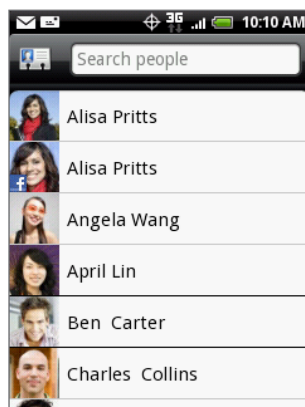 3G
10:10 AM
Search people
Alisa Pritts
Alisa Pritts
f
Angela Wang
April Lin
Ben Carter
Charles Collins